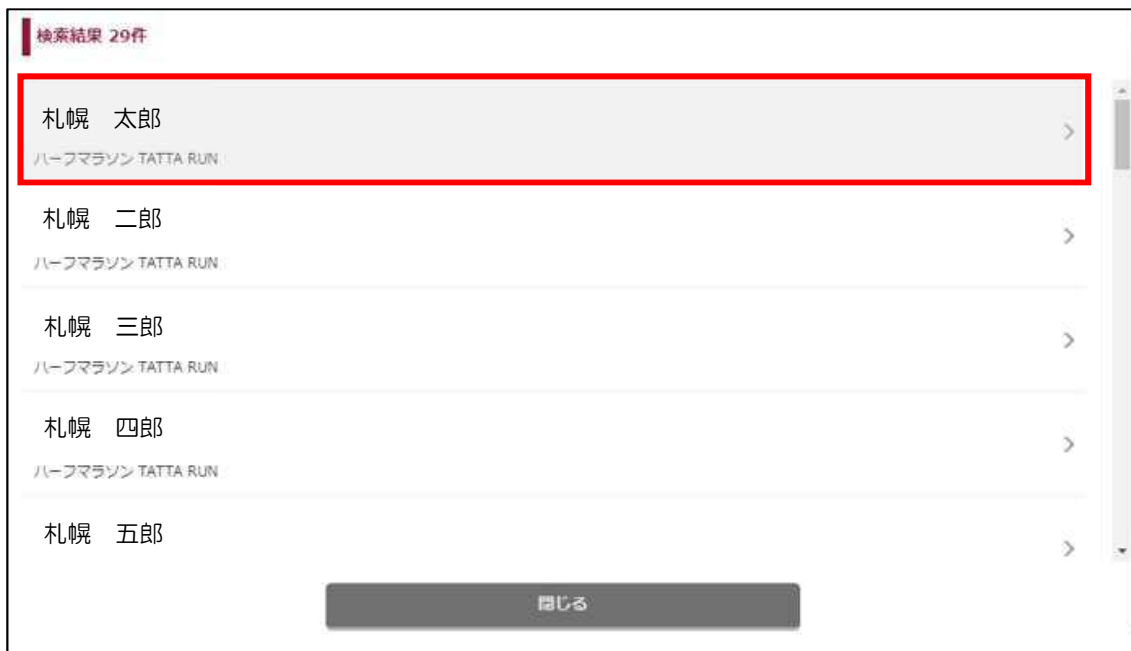 検索結果 29件
札幌　太郎
ハーフマラソン TATTA RUN
札幌　二郎
ハーフマラソン TATTA RUN
札幌　三郎
ハーフマラソン TATTA RUN
札幌　四郎
ハーフマラソン TATTA RUN
札幌　五郎
閉じる